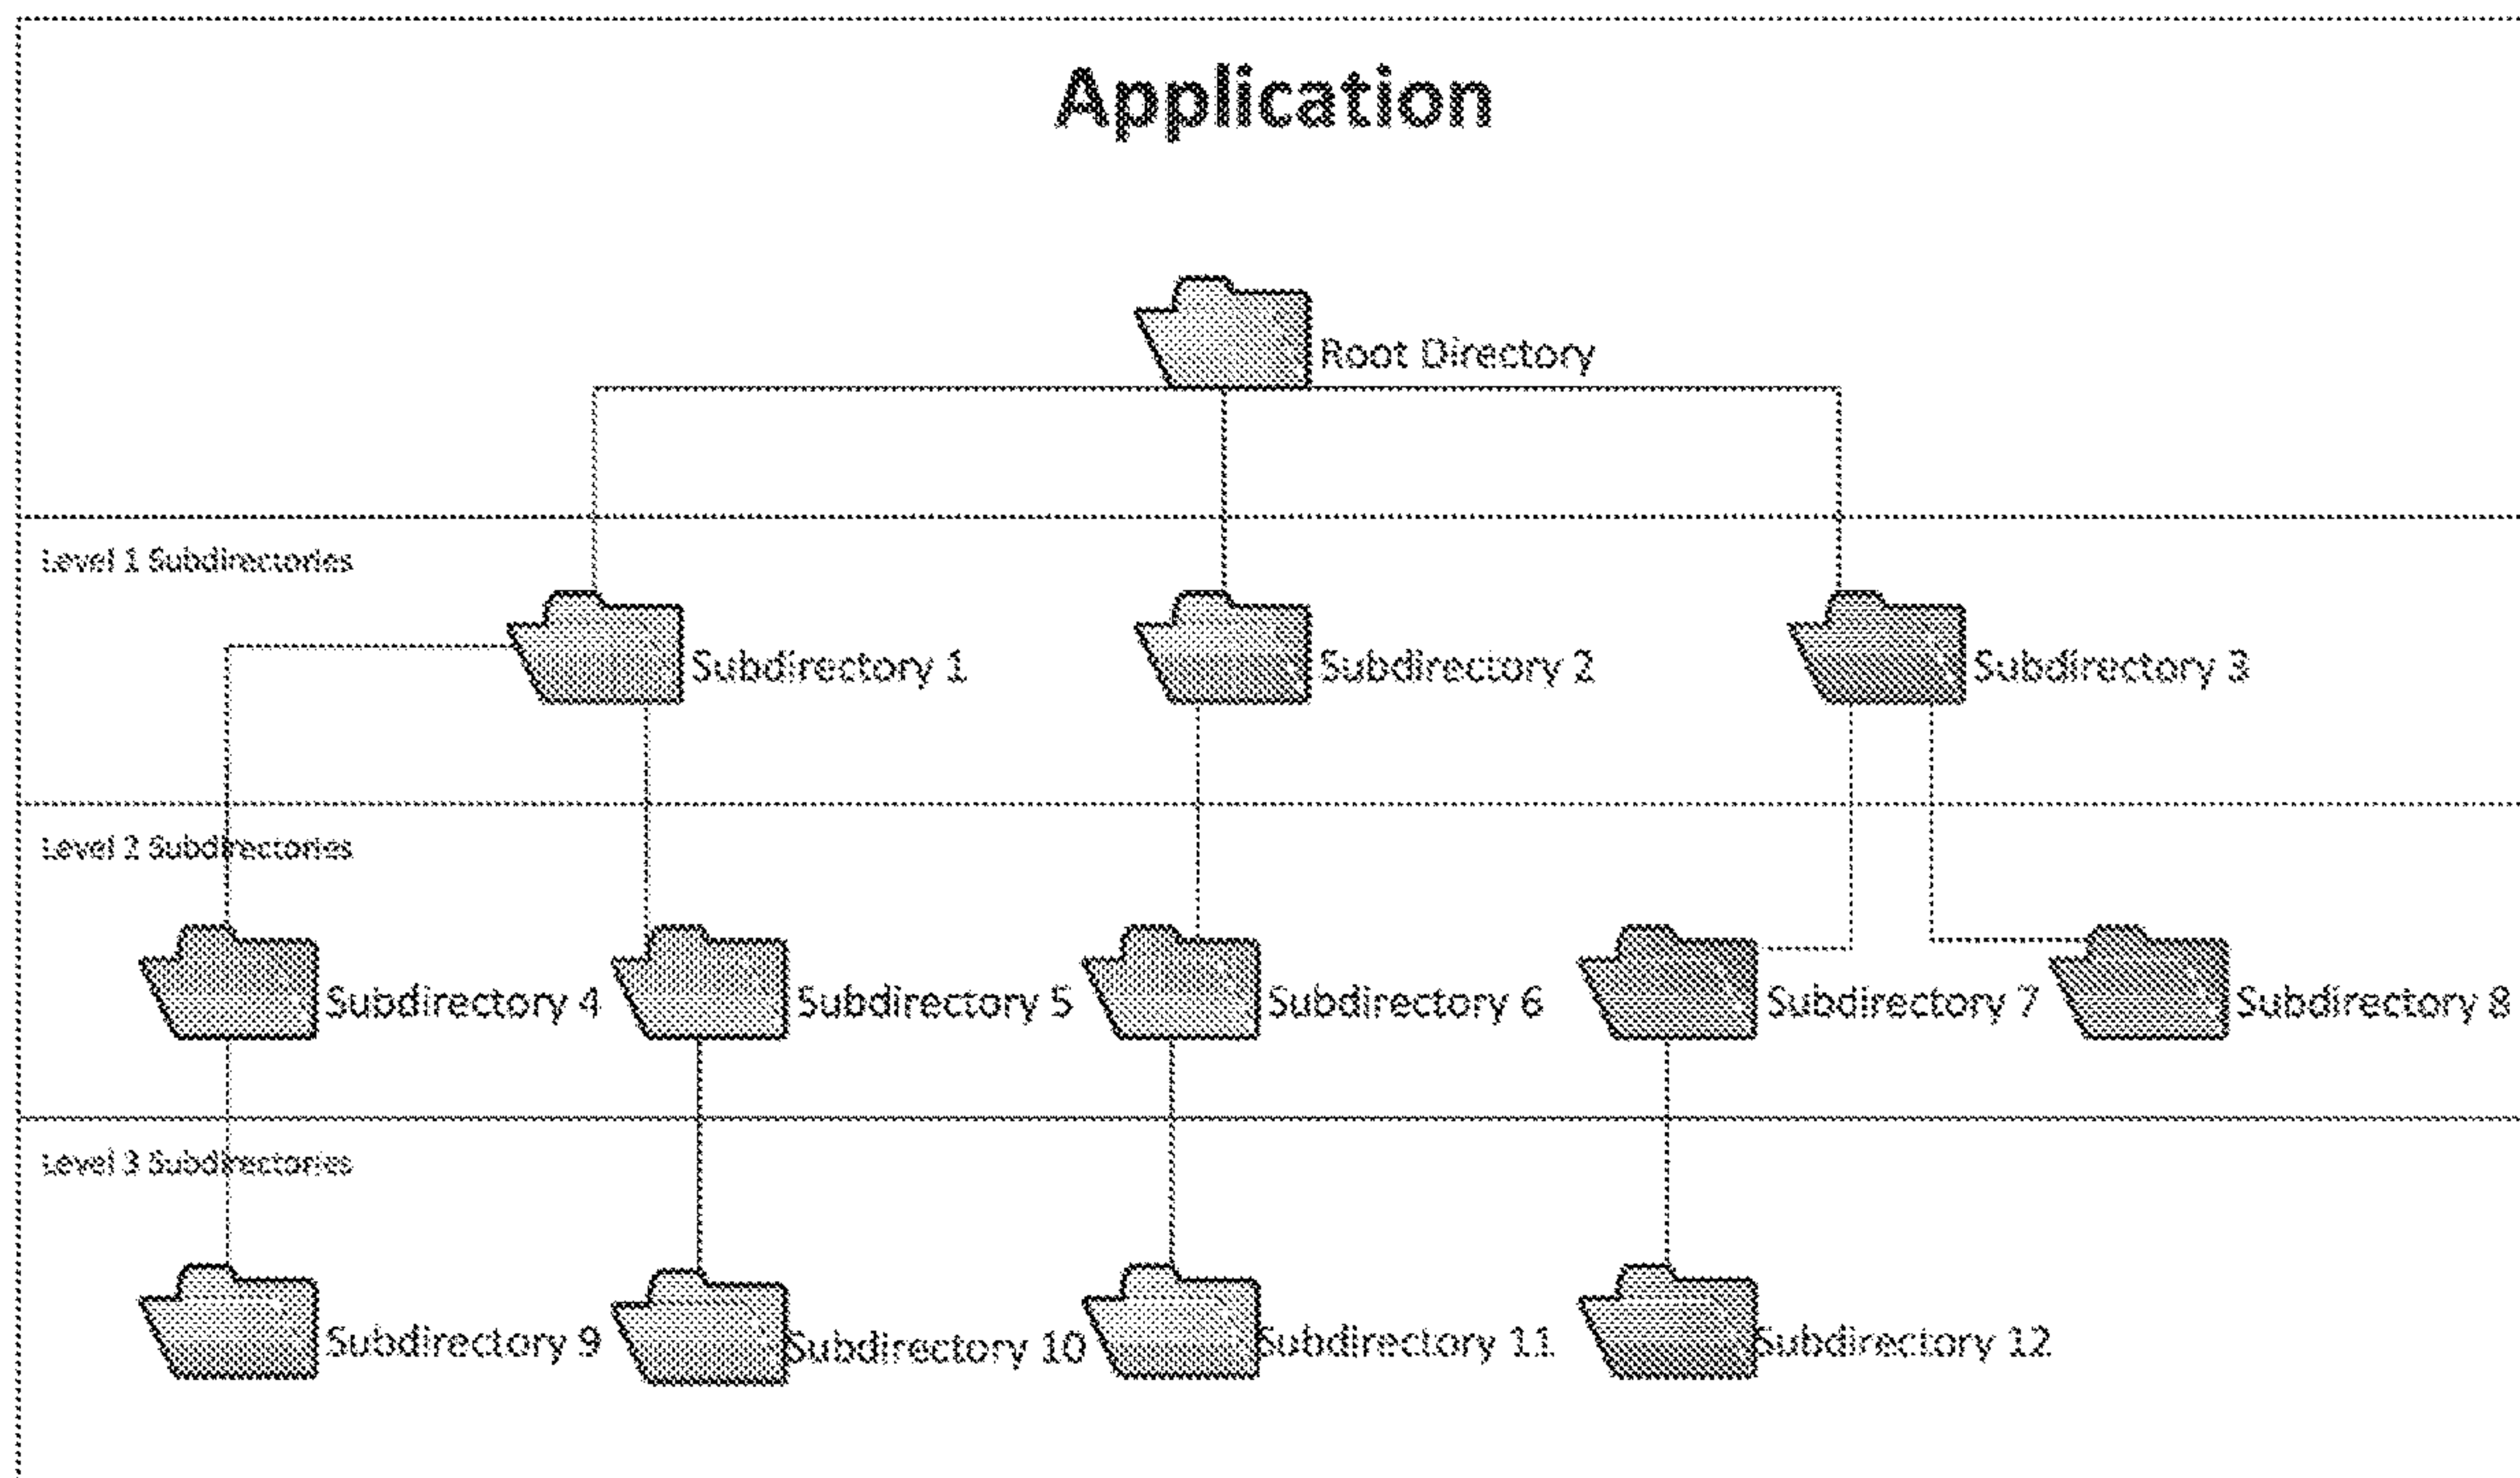 Application
Root Directory
Level 1 Subdirectories
Subdirectory 1
Subdirectory 2
Subdirectory 3
Level 2 Subdirectories
Subdirectory 4
Subdirectory 5
Subdirectory 6
Subdirectory 7
Subdirectory 8
Level 3 Subdirectories
Subdirectory 9
Subdirectory 10
Subdirectory 11
Subdirectory 12